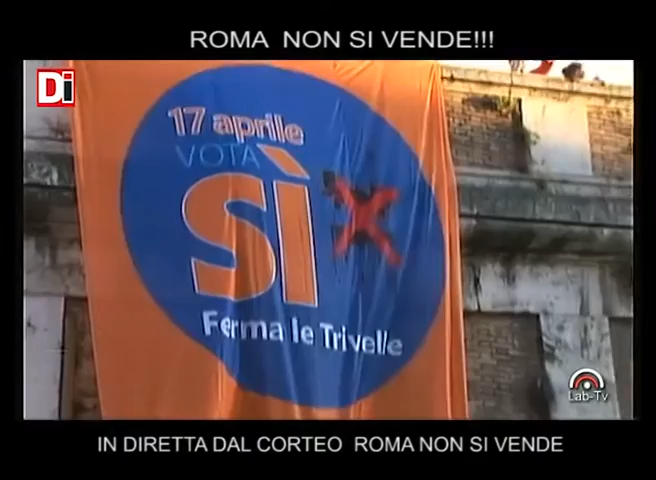 ROMA NON SI VENDE!!!
Di
17 aprile
VOTA
SÌ
Ferma le Trivelle
Lab-Tv
IN DIRETTA DAL CORTEO ROMA NON SI VENDE